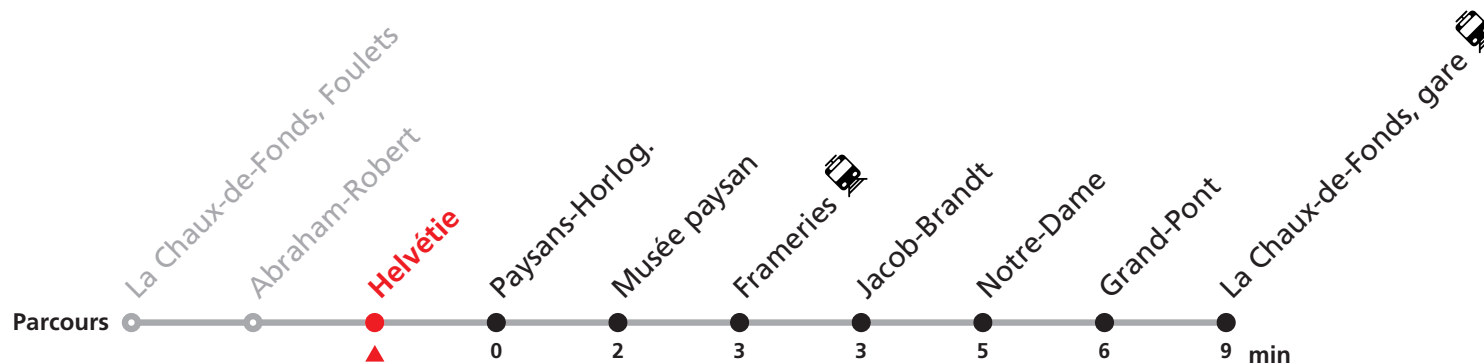 La Chaux-de-Fonds, Foulets
Abraham-Robert
Helvétie
Paysans-Horlog.
Musée paysan
Frameries
Jacob-Brandt
Notre-Dame
Grand-Pont
La Chaux-de-Fonds, gare
Parcours
0 2 3 3 5 6 9 min